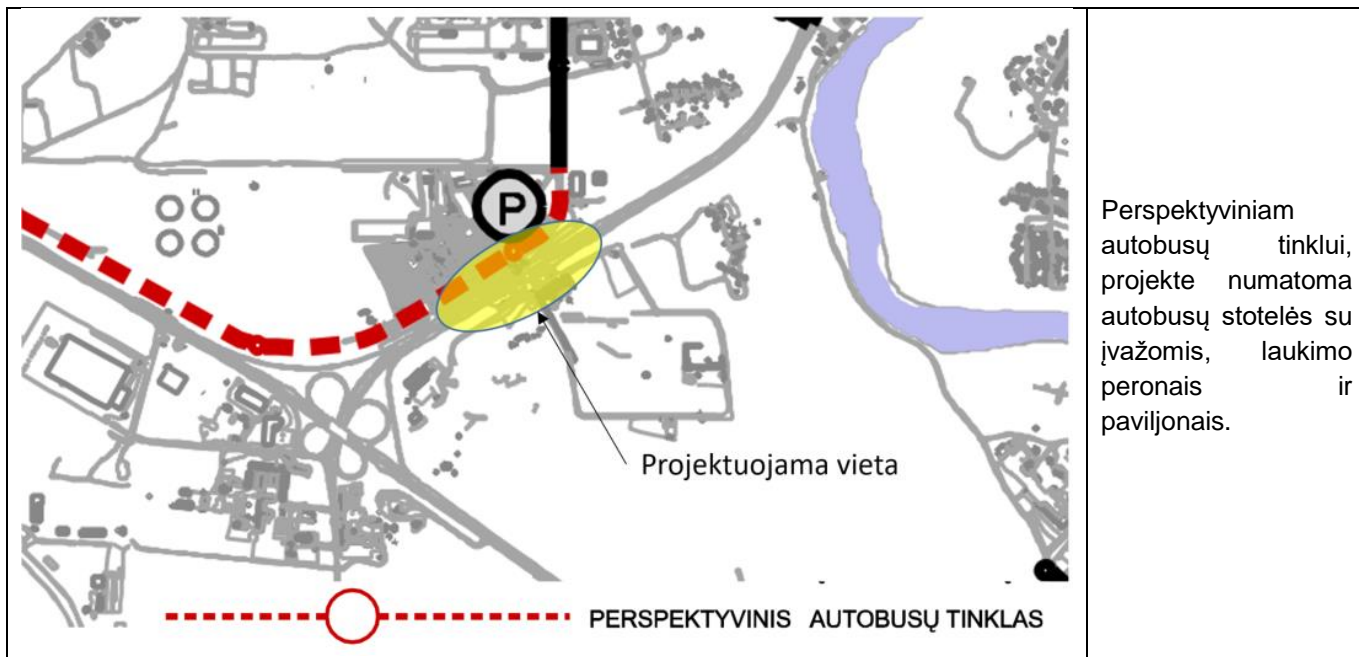 P
Projektuojama vieta
PERSPEKTYVINIS AUTOBUSŲ TINKLAS
Perspektyviniam
autobusų tinklui,
projekte numatoma
autobusų stotelės su
įvažomis, laukimo
peronais ir
paviljonais.